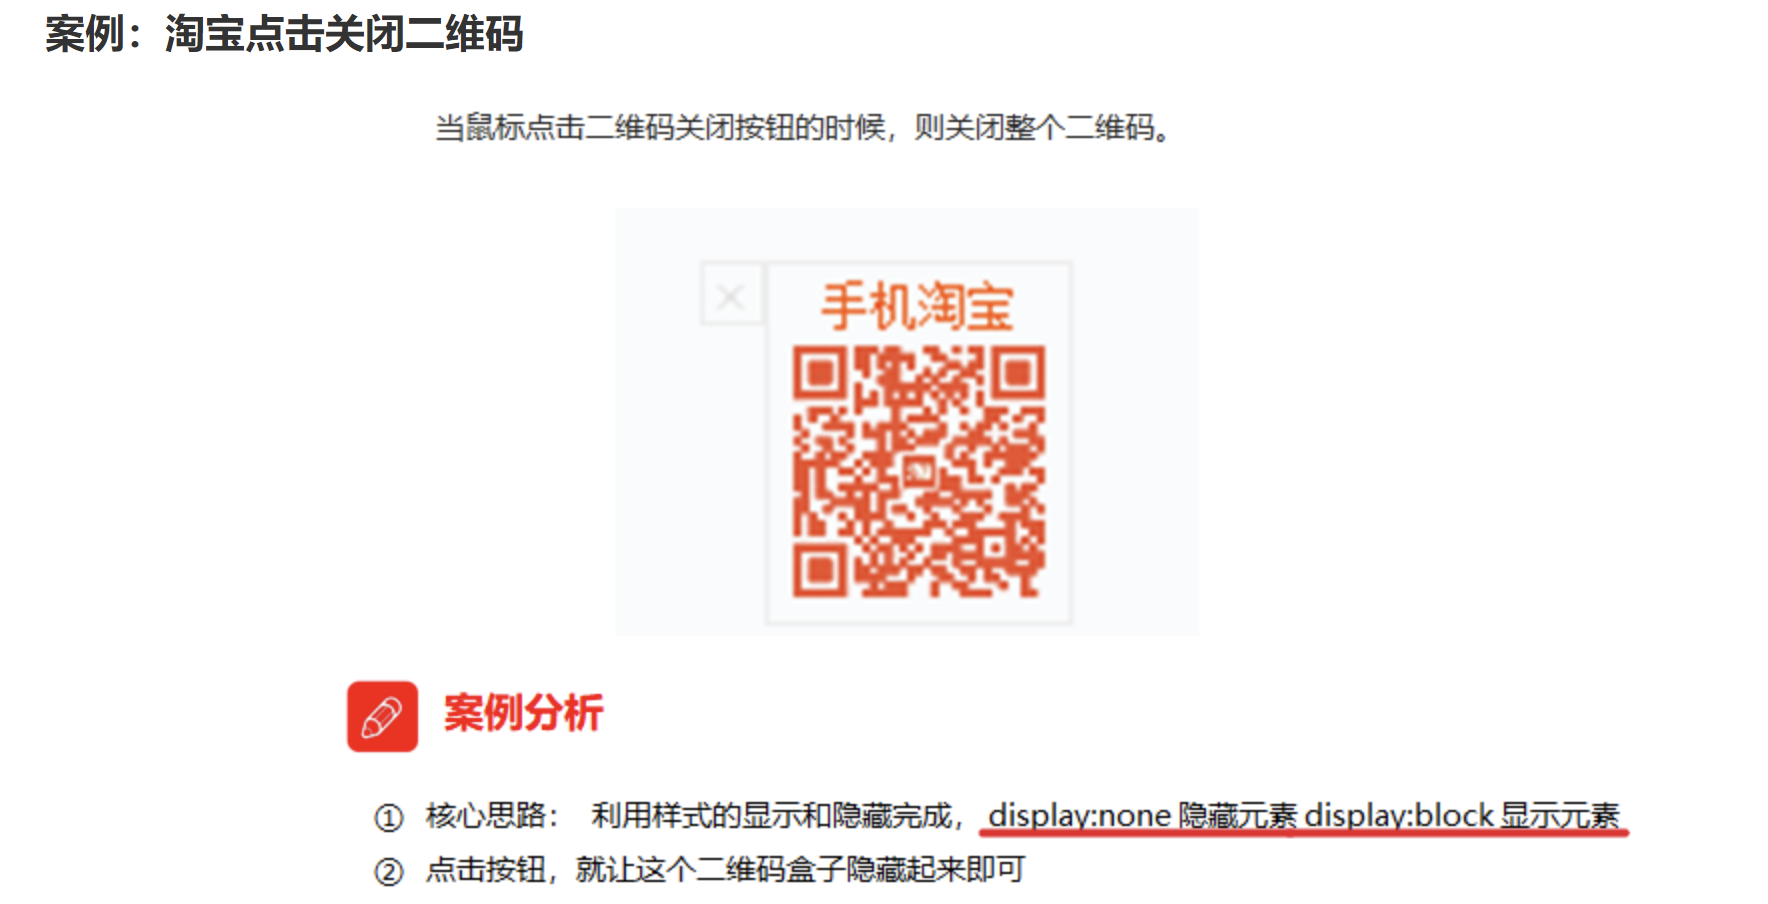 案例：淘宝点击关闭二维码
当鼠标点击二维码关闭按钮的时候，则关闭整个二维码。
手机淘宝
案例分析
① 核心思路： 利用样式的显示和隐藏完成， display:none 隐藏元素 display:block 显示元素
② 点击按钮，就让这个二维码盒子隐藏起来即可